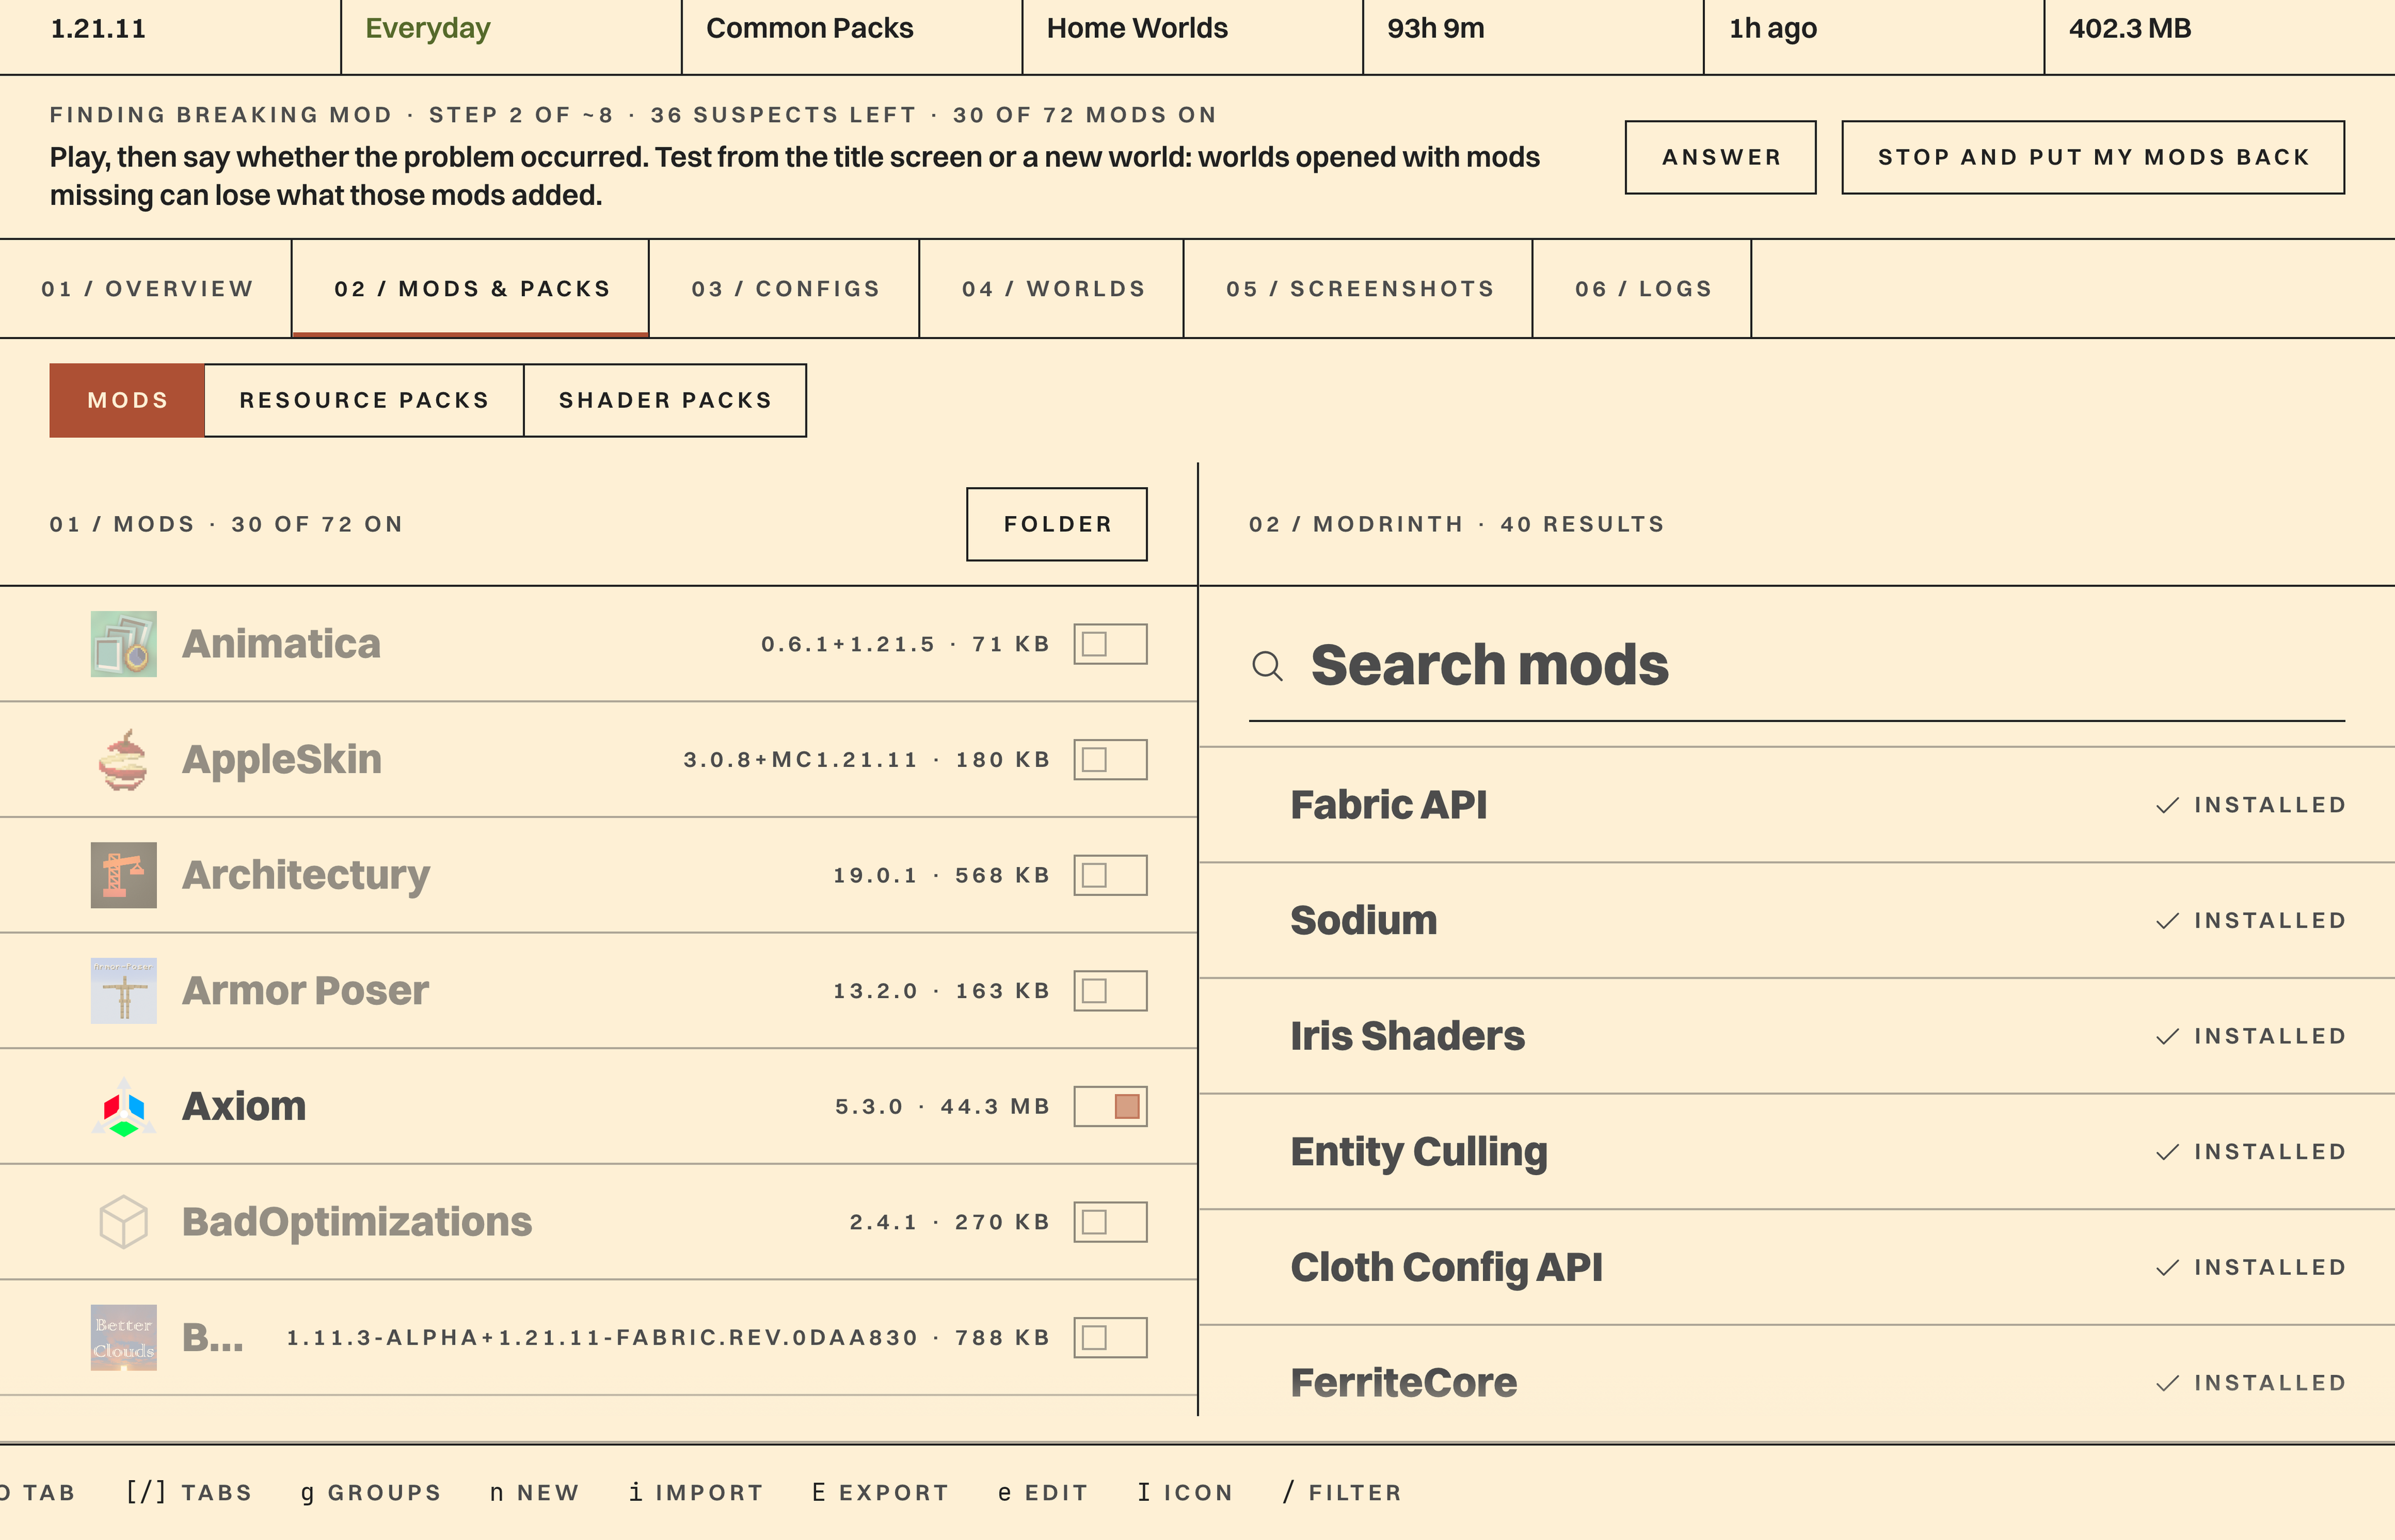 1.21.11
Everyday
Common Packs
Home Worlds
93h 9m
1h ago
402.3 MB
FINDING BREAKING MOD · STEP 2 OF ~8 · 36 SUSPECTS LEFT · 30 OF 72 MODS ON
Play, then say whether the problem occurred. Test from the title screen or a new world: worlds opened with mods
missing can lose what those mods added.
ANSWER
STOP AND PUT MY MODS BACK
01 / OVERVIEW
02 / MODS & PACKS
03 / CONFIGS
04 / WORLDS
05 / SCREENSHOTS
06 / LOGS
MODS
RESOURCE PACKS
SHADER PACKS
01 / MODS · 30 OF 72 ON
FOLDER
Animatica
0.6.1+1.21.5 · 71 KB
AppleSkin
3.0.8+MC1.21.11 · 180 KB
Architectury
19.0.1 · 568 KB
Armor-Poser
Armor Poser
13.2.0 · 163 KB
Axiom
5.3.0 · 44.3 MB
BadOptimizations
2.4.1 · 270 KB
Better
Clouds
B...
1.11.3-ALPHA+1.21.11-FABRIC.REV.0DAA830 · 788 KB
02 / MODRINTH · 40 RESULTS
Search mods
Fabric API
INSTALLED
Sodium
INSTALLED
Iris Shaders
INSTALLED
Entity Culling
INSTALLED
Cloth Config API
INSTALLED
FerriteCore
INSTALLED
O TAB
[/] TABS
g GROUPS
n NEW
i IMPORT
E EXPORT
e EDIT
I ICON
/ FILTER